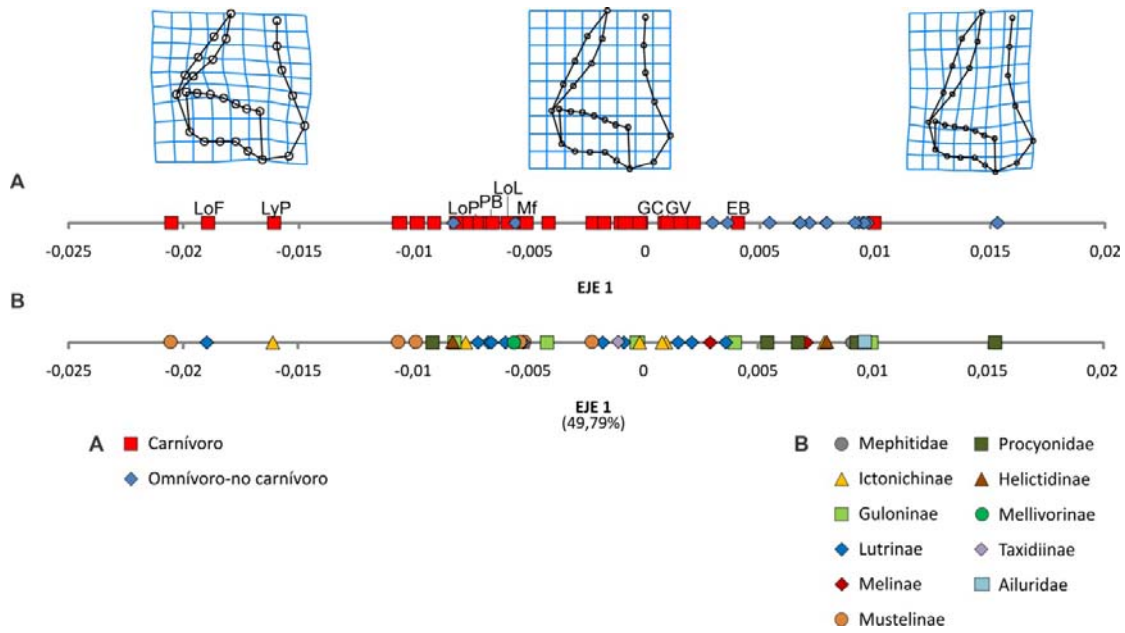 A
LoF
LyP
LoP
PB
LoL
Mf
GC
GV
EB
-0,025
-0,02
-0,015
-0,01
-0,005
0
0,005
0,01
0,015
0,02
EJE 1
B
-0,025
-0,02
-0,015
-0,01
-0,005
0
0,005
0,01
0,015
0,02
EJE 1
(49,79%)
A
Carnívoro
Omnívoro-no carnívoro
B
Mephitidae
Ictonichinae
Guloninae
Lutrinae
Melinae
Mustelinae
Procyonidae
Helictidinae
Mellivorinae
Taxidiinae
Ailuridae